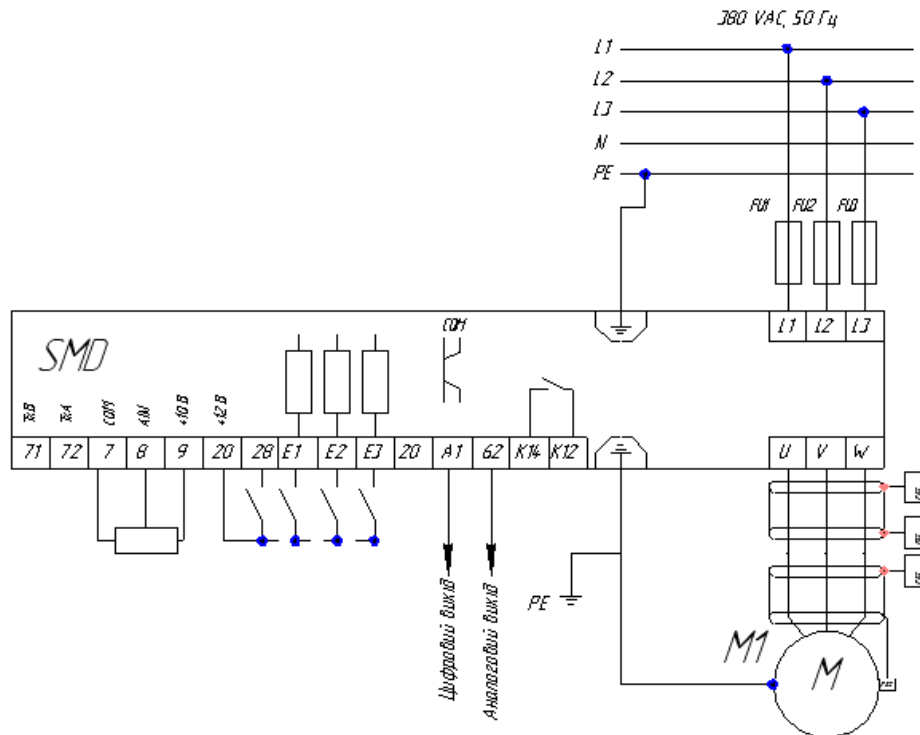 380 VAC, 50 Гц
L1
L2
L3
N
PE
FU1 FU2 FU3
L1 L2 L3
COM
SMD
COM AIN +10 В +12 В
71 72 7 8 9 20 28 E1 E2 E3 20 A1 62 K14 K12 U V W
PE
Цифровий вихід
Аналоговий вихід
M1
M